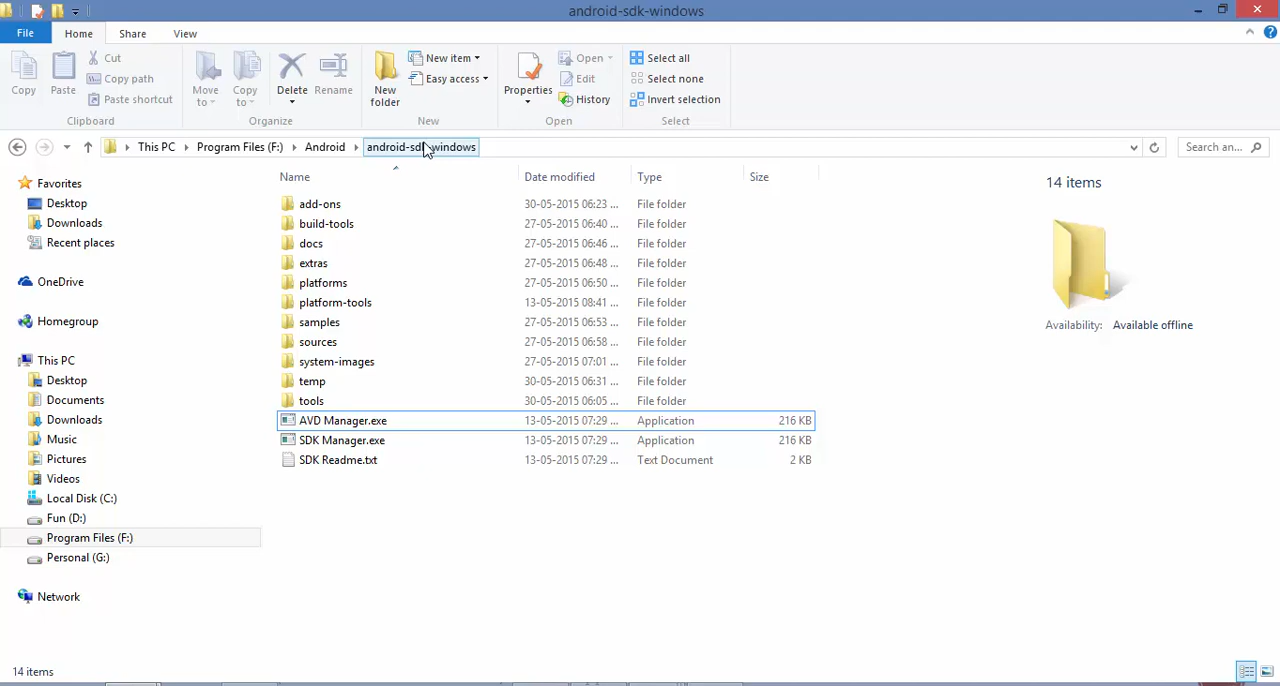 android-sdk-windows
File Home Share View
Cut
Copy path
Paste shortcut
Copy
Paste
Clipboard
Move to
Copy to
Delete
Rename
Organize
New folder
New item
Easy access
New
Properties
Open
Edit
History
Open
Select all
Select none
Invert selection
Select
This PC Program Files (F:) Android android-sdk-windows
Search an...
Favorites
Desktop
Downloads
Recent places
OneDrive
Homegroup
This PC
Desktop
Documents
Downloads
Music
Pictures
Videos
Local Disk (C:)
Fun (D:)
Program Files (F:)
Personal (G:)
Network
Name Date modified Type Size
add-ons 30-05-2015 06:23 ... File folder
build-tools 27-05-2015 06:40 ... File folder
docs 27-05-2015 06:46 ... File folder
extras 27-05-2015 06:48 ... File folder
platforms 27-05-2015 06:50 ... File folder
platform-tools 13-05-2015 08:41 ... File folder
samples 27-05-2015 06:53 ... File folder
sources 27-05-2015 06:58 ... File folder
system-images 27-05-2015 07:01 ... File folder
temp 30-05-2015 06:31 ... File folder
tools 30-05-2015 06:05 ... File folder
AVD Manager.exe 13-05-2015 07:29 ... Application 216 KB
SDK Manager.exe 13-05-2015 07:29 ... Application 216 KB
SDK Readme.txt 13-05-2015 07:29 ... Text Document 2 KB
14 items
Availability: Available offline
14 items